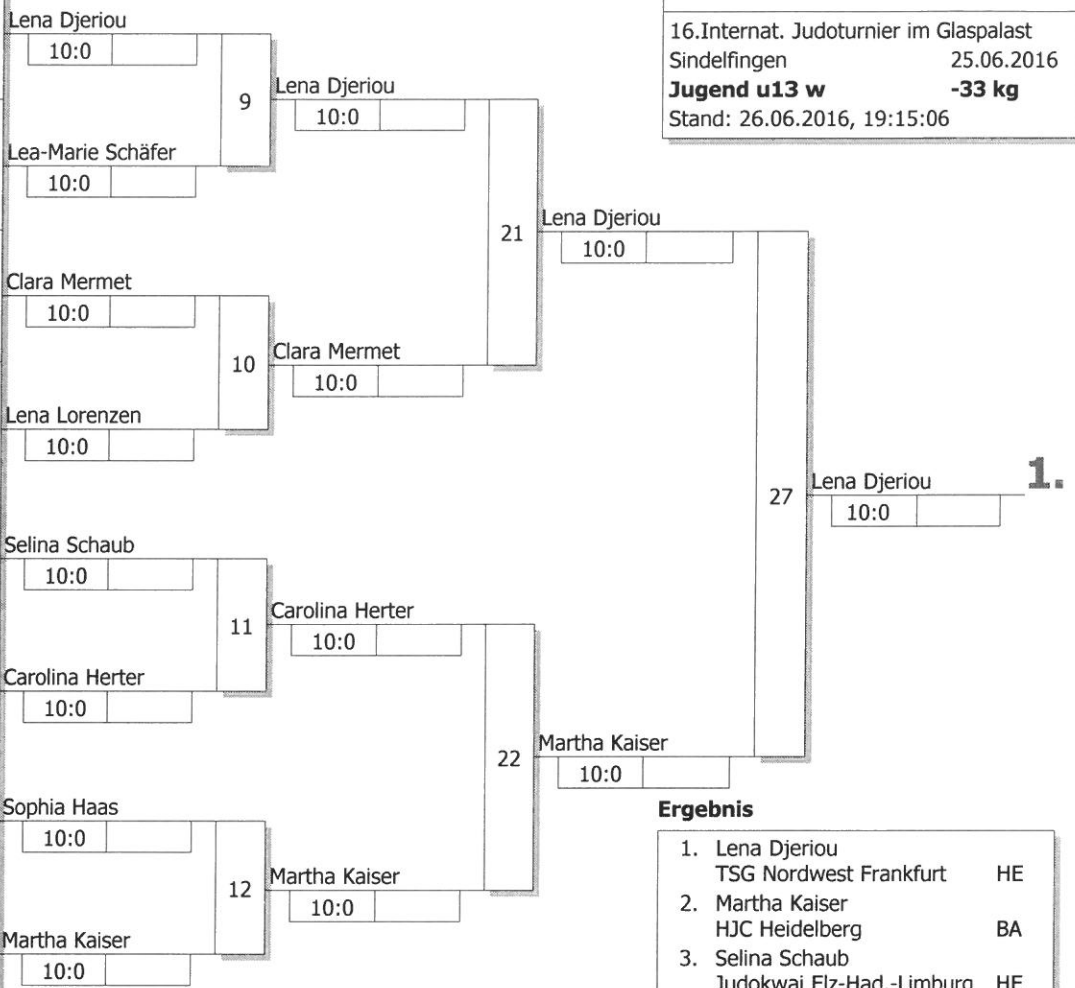 16.Internat. Judoturnier im Glaspalast
Sindelfingen 25.06.2016
Jugend u13 w -33 kg
Stand: 26.06.2016, 19:15:06
Lena Djeriou
10:0
9
Lea-Marie Schäfer
10:0
Clara Mermet
10:0
10
Lena Lorenzen
10:0
Selina Schaub
10:0
11
Carolina Herter
10:0
Sophia Haas
10:0
12
Martha Kaiser
10:0
Lena Djeriou
10:0
21
Clara Mermet
10:0
Carolina Herter
10:0
22
Martha Kaiser
10:0
Lena Djeriou
10:0
27
Martha Kaiser
10:0
Lena Djeriou 1.
10:0
Ergebnis
1. Lena Djeriou
TSG Nordwest Frankfurt HE
2. Martha Kaiser
HJC Heidelberg BA
3. Selina Schaub
Judokwai Elz-Had.-Limburg HE